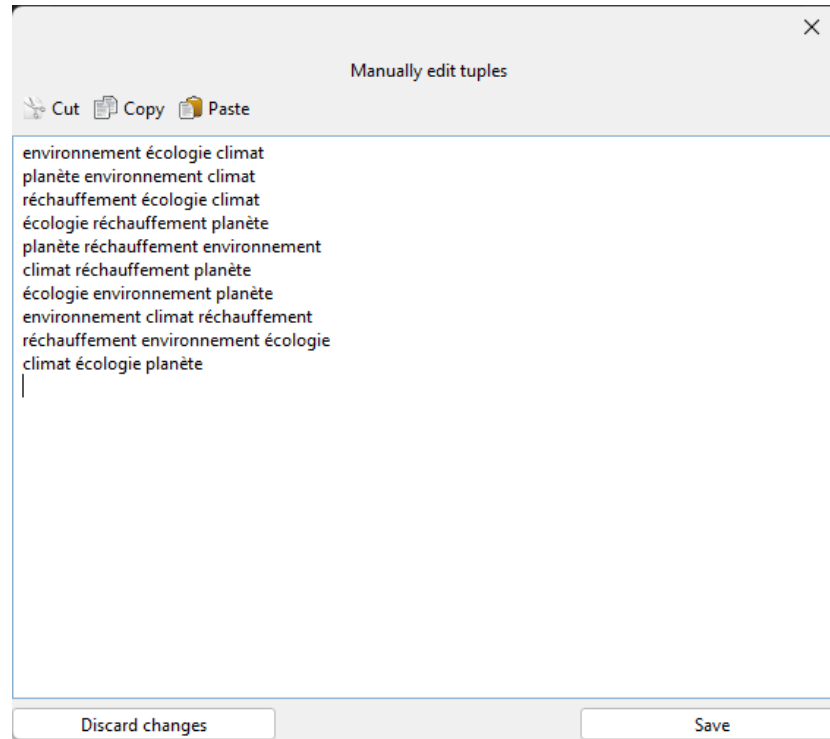 Manually edit tuples
Cut Copy Paste
environnement écologie climat
planète environnement climat
réchauffement écologie climat
écologie réchauffement planète
planète réchauffement environnement
climat réchauffement planète
écologie environnement planète
environnement climat réchauffement
réchauffement environnement écologie
climat écologie planète
Discard changes Save